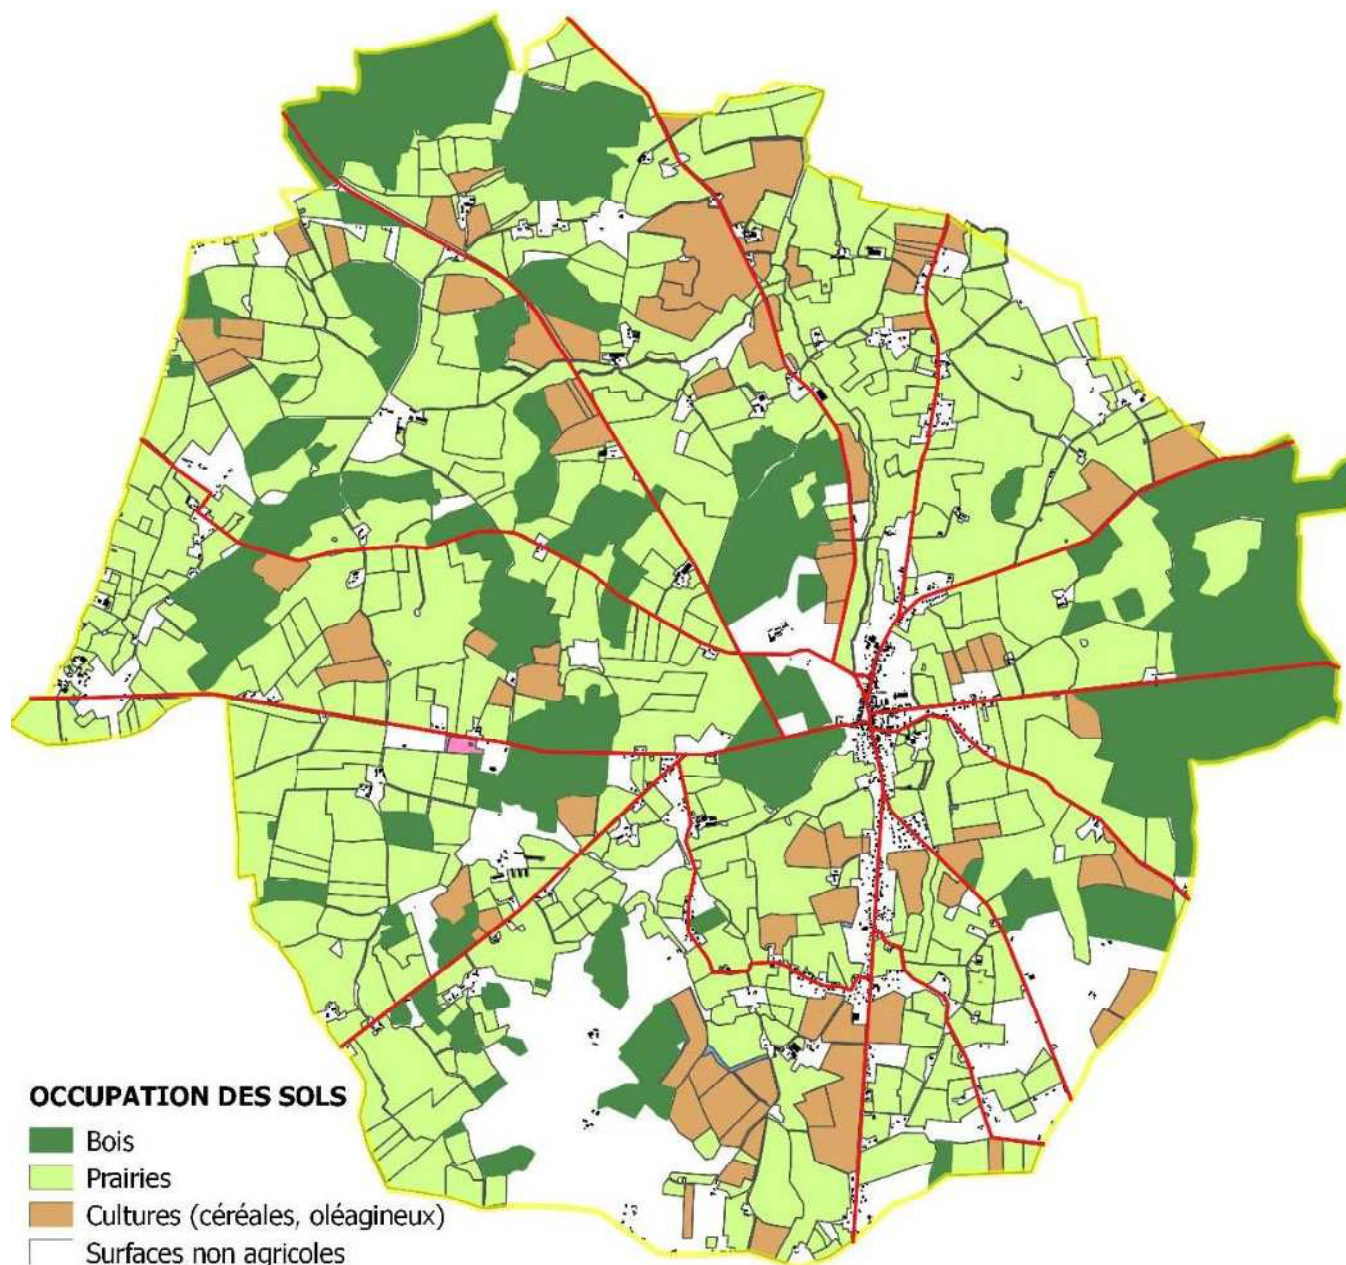 OCCUPATION DES SOLS
Bois
Prairies
Cultures (céréales, oléagineux)
Surfaces non agricoles